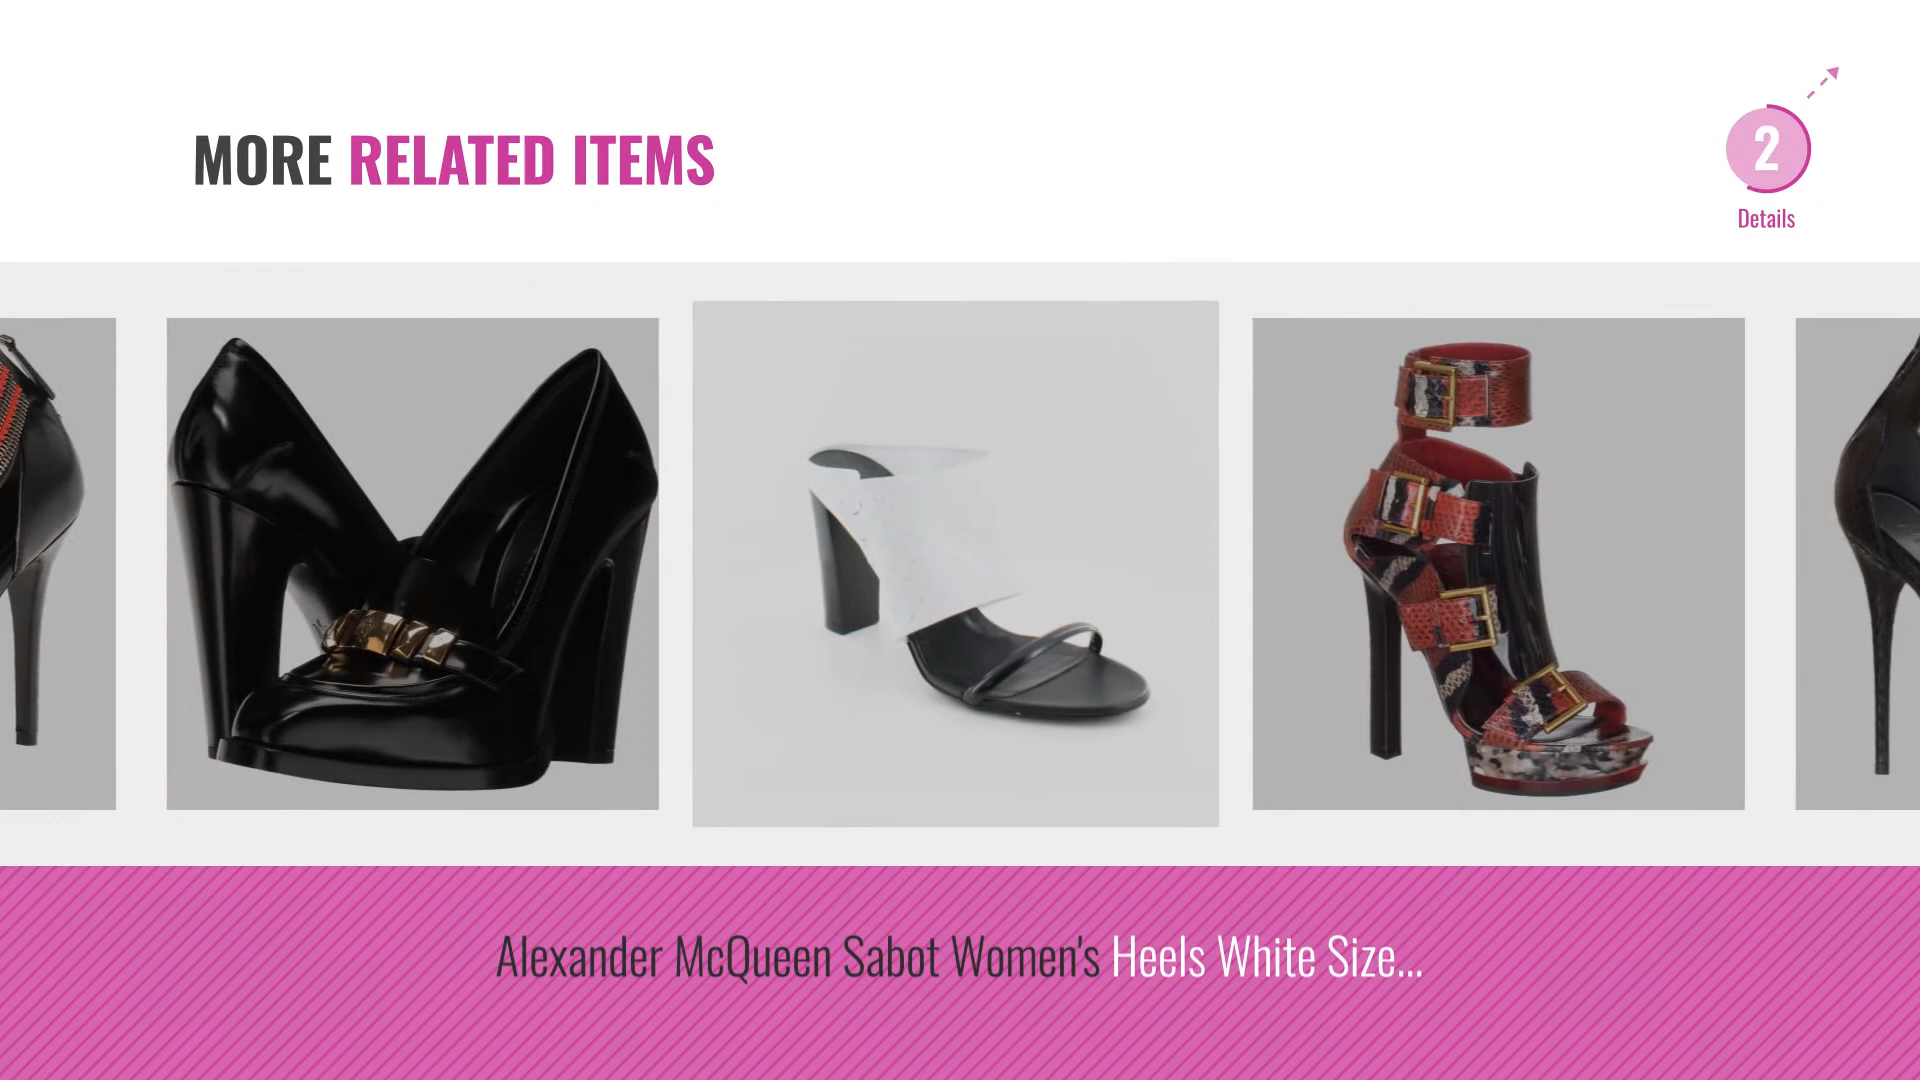 MORE RELATED ITEMS
2
Details
Alexander McQueen Sabot Women's Heels White Size...